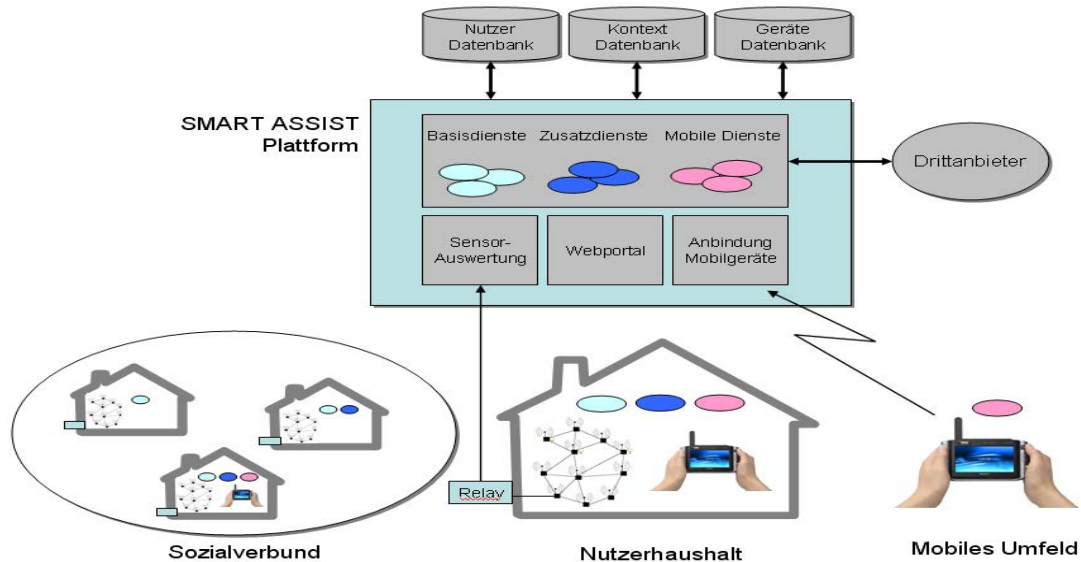 Nutzer
Datenbank
Kontext
Datenbank
Geräte
Datenbank
SMART ASSIST
Plattform
Basisdienste
Zusatzdienste
Mobile Dienste
Drittanbieter
Sensor-
Auswertung
Webportal
Anbindung
Mobilgeräte
Relay
Sozialverbund
Nutzerhaushalt
Mobiles Umfeld